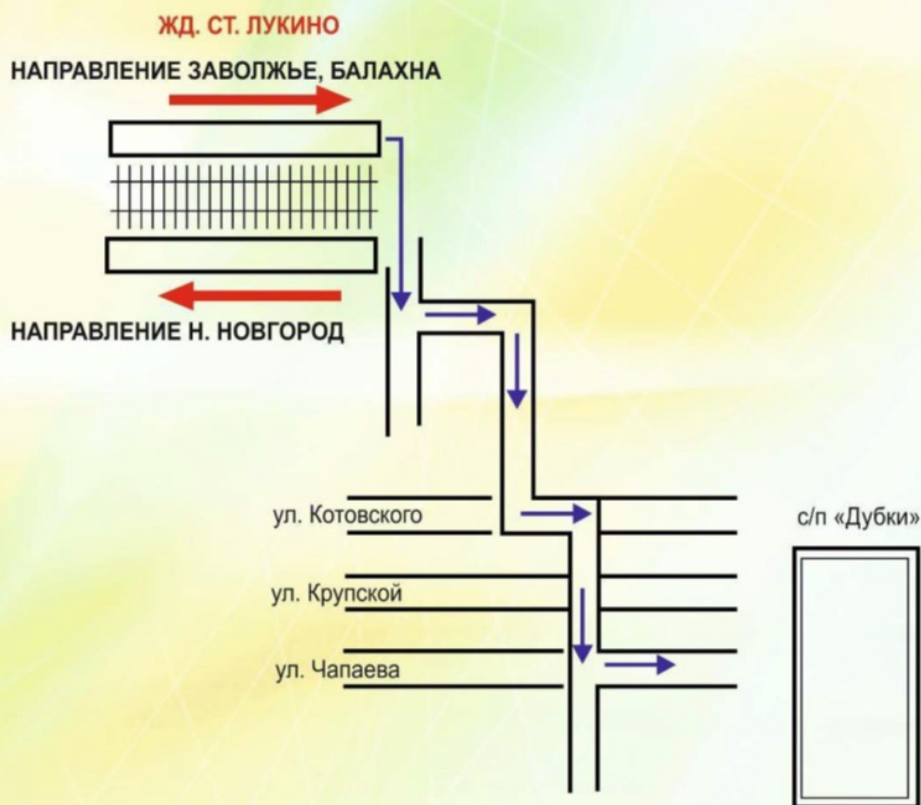 ЖД. СТ. ЛУКИНО
НАПРАВЛЕНИЕ ЗАВОЛЖЬЕ, БАЛАХНА
НАПРАВЛЕНИЕ Н. НОВГОРОД
ул. Котовского
с/п «Дубки»
ул. Крупской
ул. Чапаева